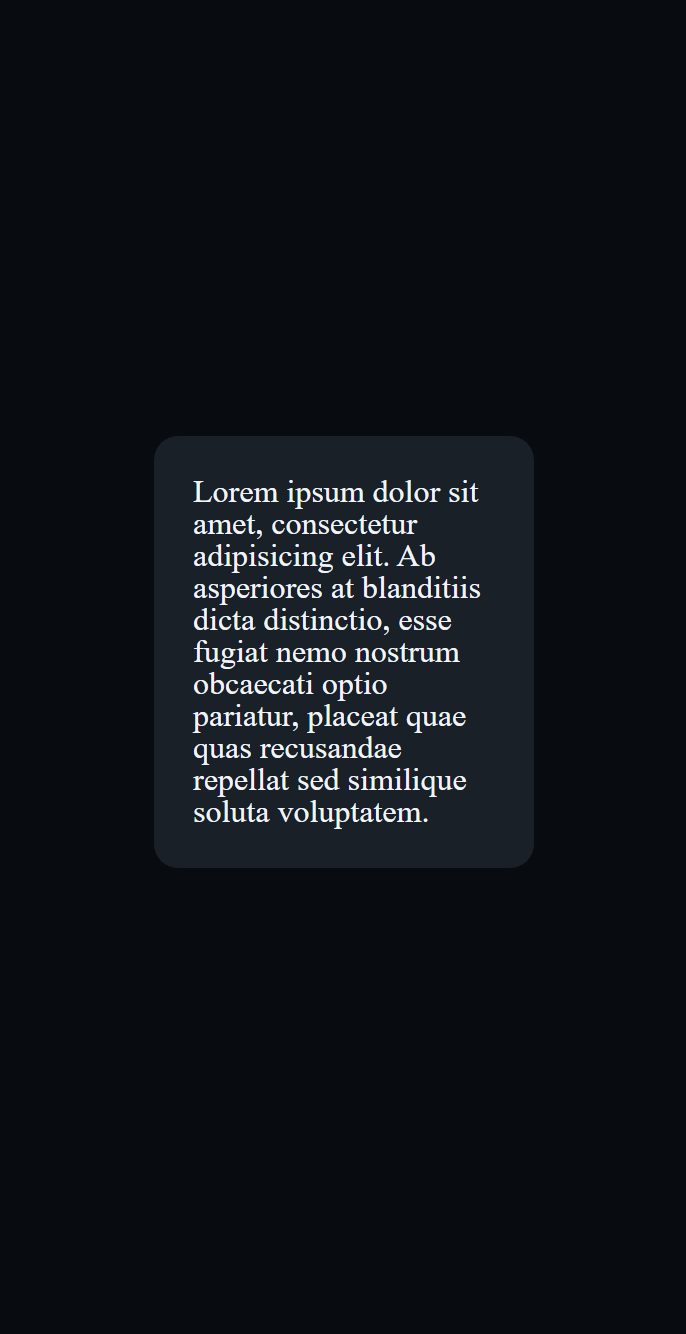 Lorem ipsum dolor sit
amet, consectetur
adipisicing elit. Ab
asperiores at blanditiis
dicta distinctio, esse
fugiat nemo nostrum
obcaecati optio
pariatur, placeat quae
quas recusandae
repellat sed similique
soluta voluptatem.